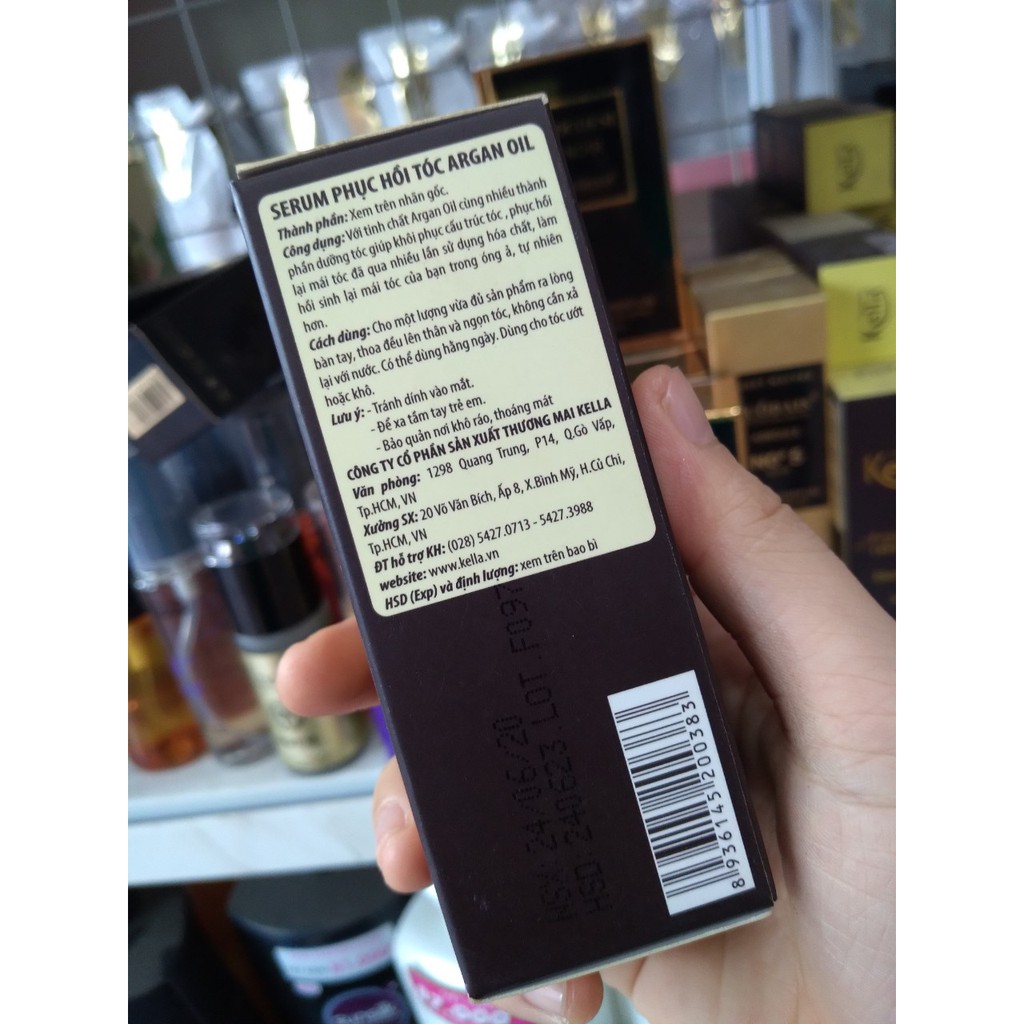 SERUM PHỤC HỒI TÓC ARGAN OIL
Thành phần: Xem trên nhãn gốc.
Công dụng: Với tinh chất Argan Oil cùng nhiều thành
phần dưỡng tóc giúp khôi phục cấu trúc tóc , phục hồi
lại mái tóc đã qua nhiều lần sử dụng hóa chất, làm
hồi sinh lại mái tóc của bạn trong óng ả, tự nhiên
hơn.
Cách dùng: Cho một lượng vừa đủ sản phẩm ra lòng
bàn tay, thoa đều lên thân và ngọn tóc, không cần xả
lại với nước. Có thể dùng hằng ngày. Dùng cho tóc ướt
hoặc khô.
Lưu ý: - Tránh dính vào mắt.
- Để xa tầm tay trẻ em.
- Bảo quản nơi khô ráo, thoáng mát
CÔNG TY CỔ PHẦN SẢN XUẤT THƯƠNG MẠI KELLA
Văn phòng: 1298 Quang Trung, P14, Q.Gò Vấp,
Tp.HCM, VN
Xưởng SX: 20 Võ Văn Bích, Ấp 8, X.Bình Mỹ, H.Củ Chi,
Tp.HCM, VN
ĐT hỗ trợ KH: (028) 5427.0713 - 5427.3988
website: www.kella.vn
HSD (Exp) và định lượng: xem trên bao bì
NSX: 24/06/20
HSD: 240623 LOT. F097
8936145200383
Kella
Kella